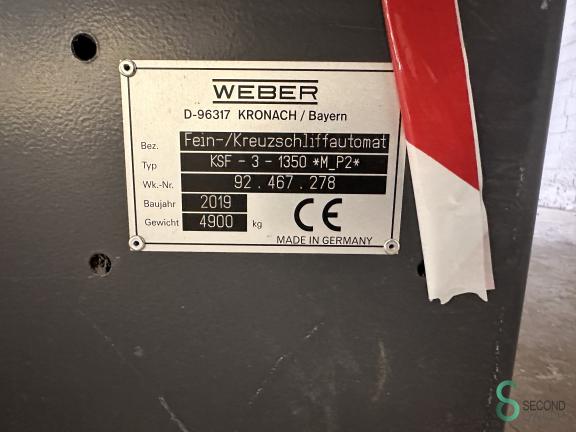 WEBER
D-96317 KRONACH / Bayern
Bez. Fein-/Kreuzschliffautomat
Typ KSF - 3 - 1350 *M_P2*
Wk.-Nr. 92.467.278
Baujahr 2019
Gewicht 4900 kg
CE
MADE IN GERMANY
SECOND